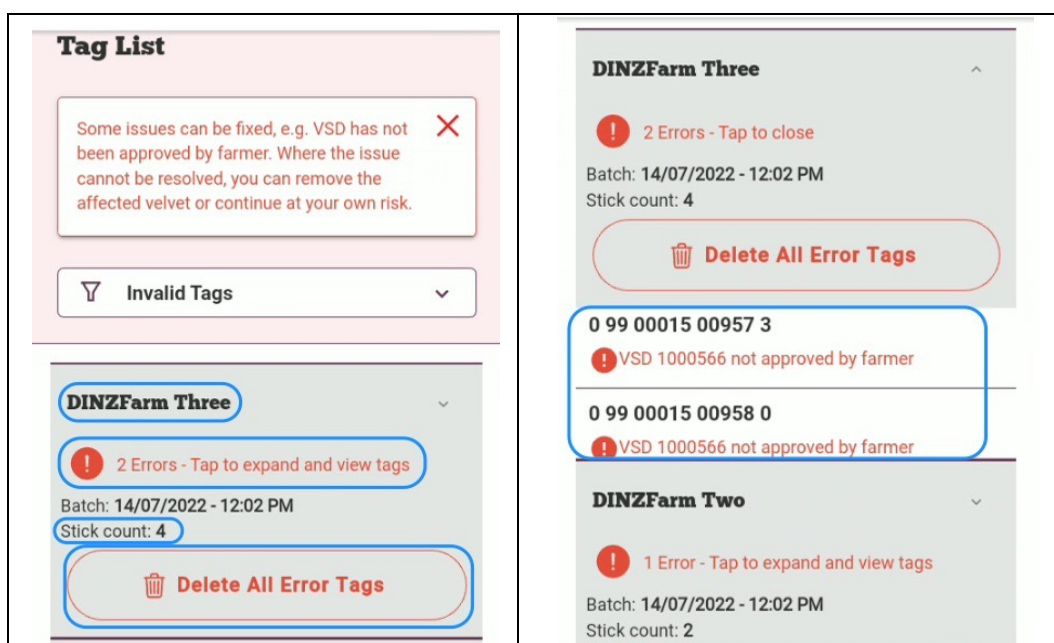 Tag List
Some issues can be fixed, e.g. VSD has not
been approved by farmer. Where the issue
cannot be resolved, you can remove the
affected velvet or continue at your own risk.
Invalid Tags
DINZFarm Three
2 Errors - Tap to expand and view tags
Batch: 14/07/2022 - 12:02 PM
Stick count: 4
Delete All Error Tags
DINZFarm Three
2 Errors - Tap to close
Batch: 14/07/2022 - 12:02 PM
Stick count: 4
Delete All Error Tags
0 99 00015 00957 3
VSD 1000566 not approved by farmer
0 99 00015 00958 0
VSD 1000566 not approved by farmer
DINZFarm Two
1 Error - Tap to expand and view tags
Batch: 14/07/2022 - 12:02 PM
Stick count: 2